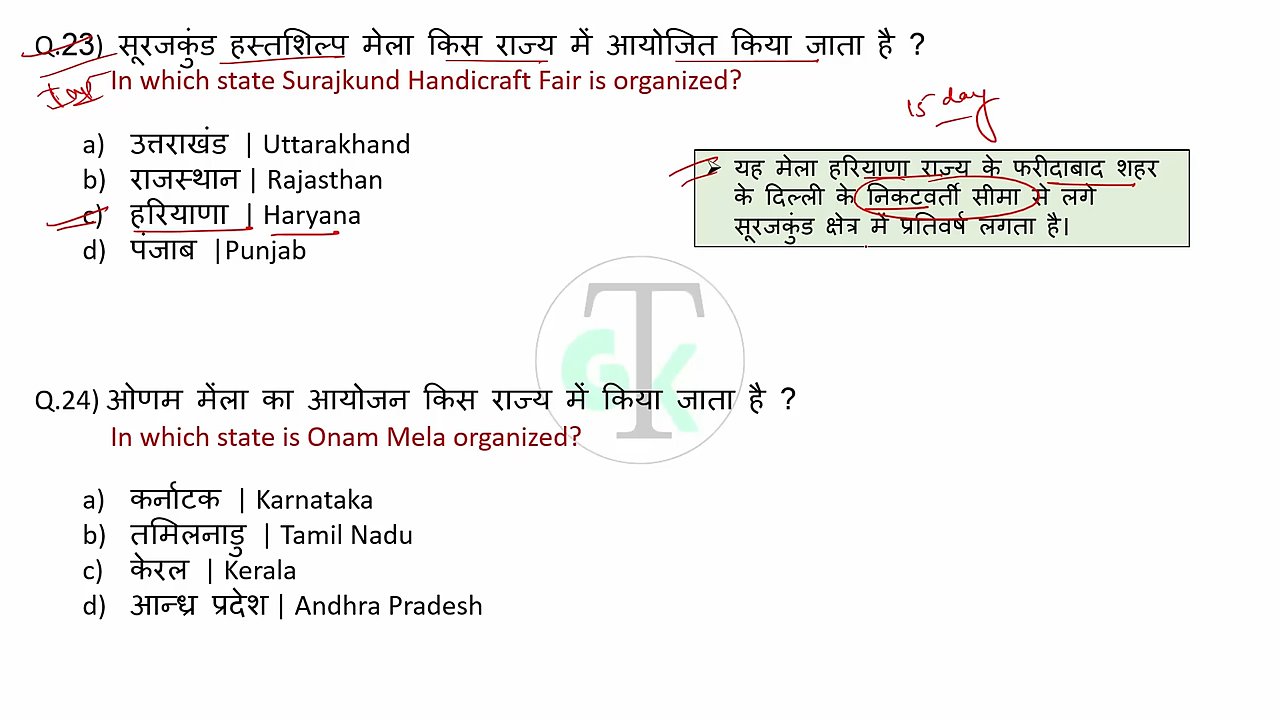 Q.23) सूरजकुंड हस्तशिल्प मेला किस राज्य में आयोजित किया जाता है ?
In which state Surajkund Handicraft Fair is organized?
15 day
a) उत्तराखंड | Uttarakhand
b) राजस्थान | Rajasthan
c) हरियाणा | Haryana
d) पंजाब |Punjab
➢ यह मेला हरियाणा राज्य के फरीदाबाद शहर
के दिल्ली के निकटवर्ती सीमा से लगे
सूरजकुंड क्षेत्र में प्रतिवर्ष लगता है।
T
GK
Q.24) ओणम मेंला का आयोजन किस राज्य में किया जाता है ?
In which state is Onam Mela organized?
a) कर्नाटक | Karnataka
b) तमिलनाडु | Tamil Nadu
c) केरल | Kerala
d) आन्ध्र प्रदेश | Andhra Pradesh